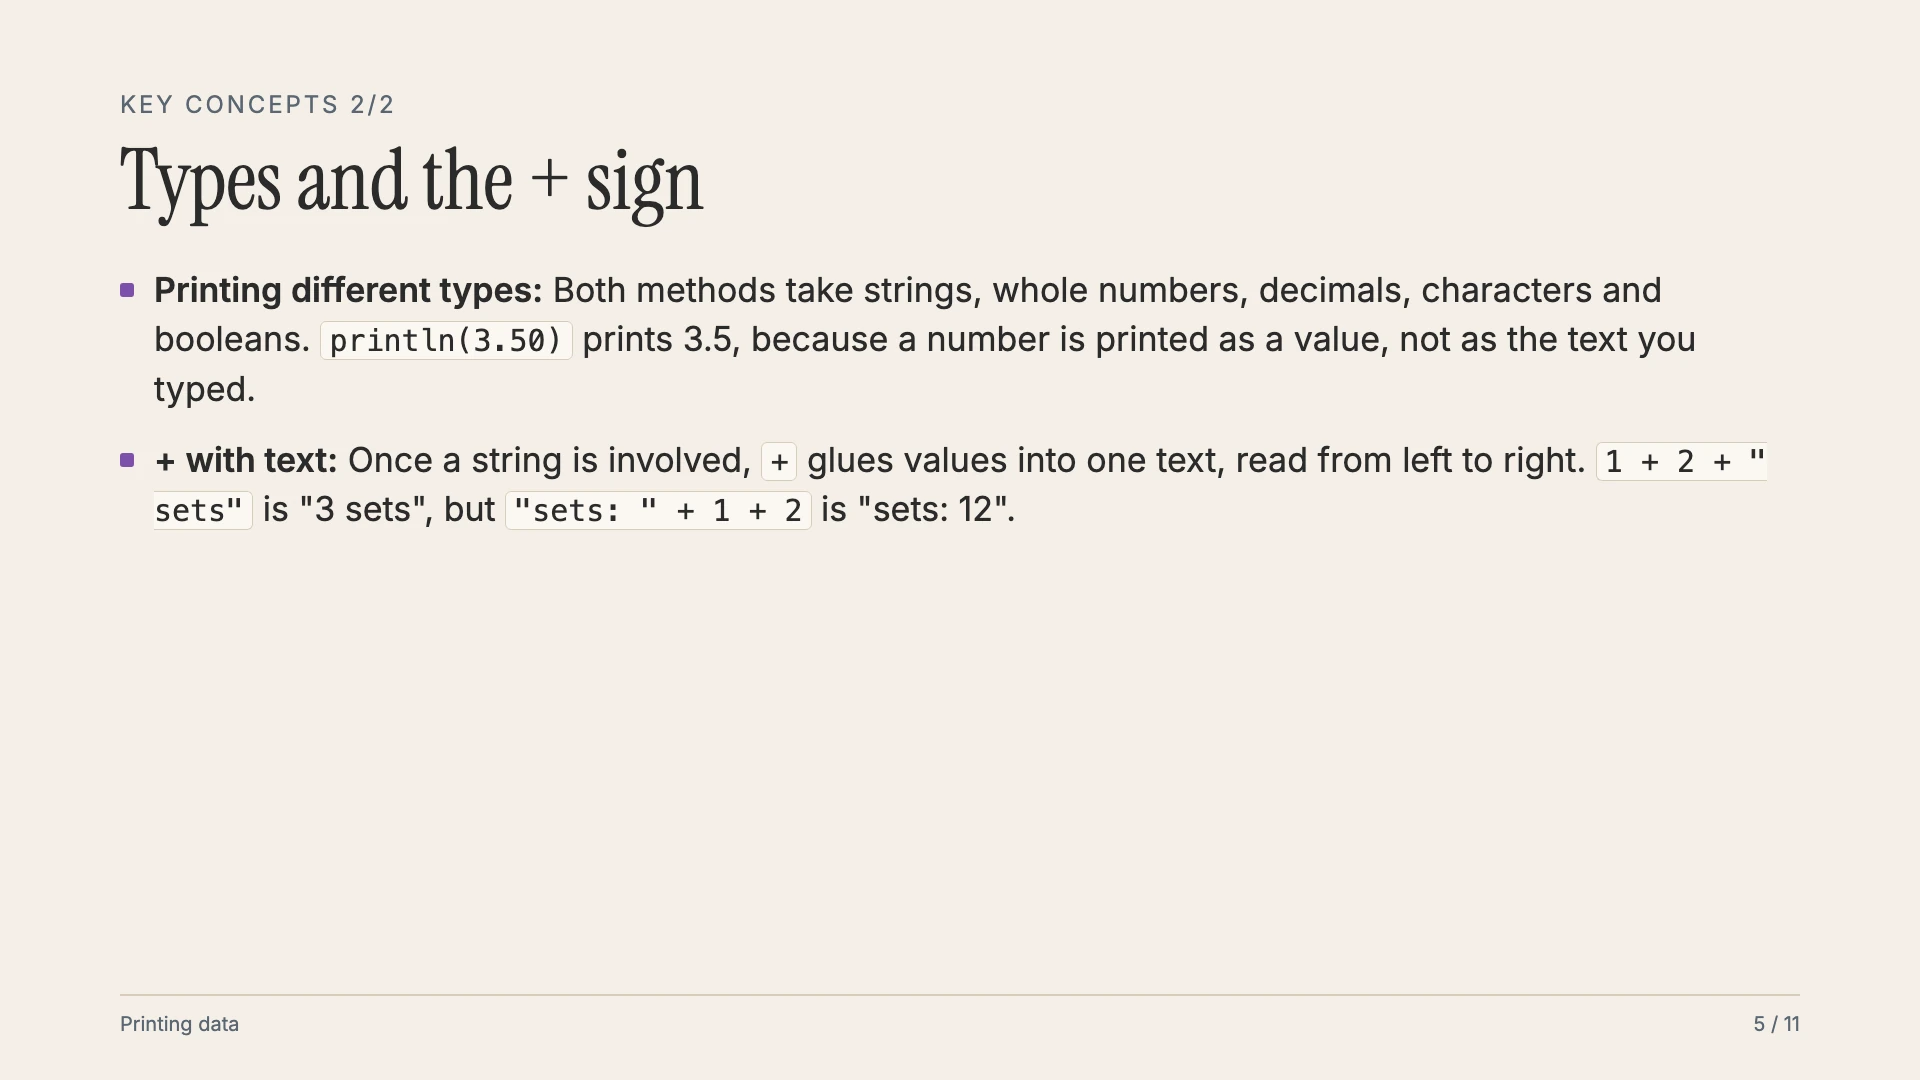 KEY CONCEPTS 2/2
Types and the + sign
Printing different types: Both methods take strings, whole numbers, decimals, characters and
booleans. println(3.50) prints 3.5, because a number is printed as a value, not as the text you
typed.
+ with text: Once a string is involved, + glues values into one text, read from left to right. 1 + 2 + "
sets" is "3 sets", but "sets: " + 1 + 2 is "sets: 12".
Printing data
5 / 11